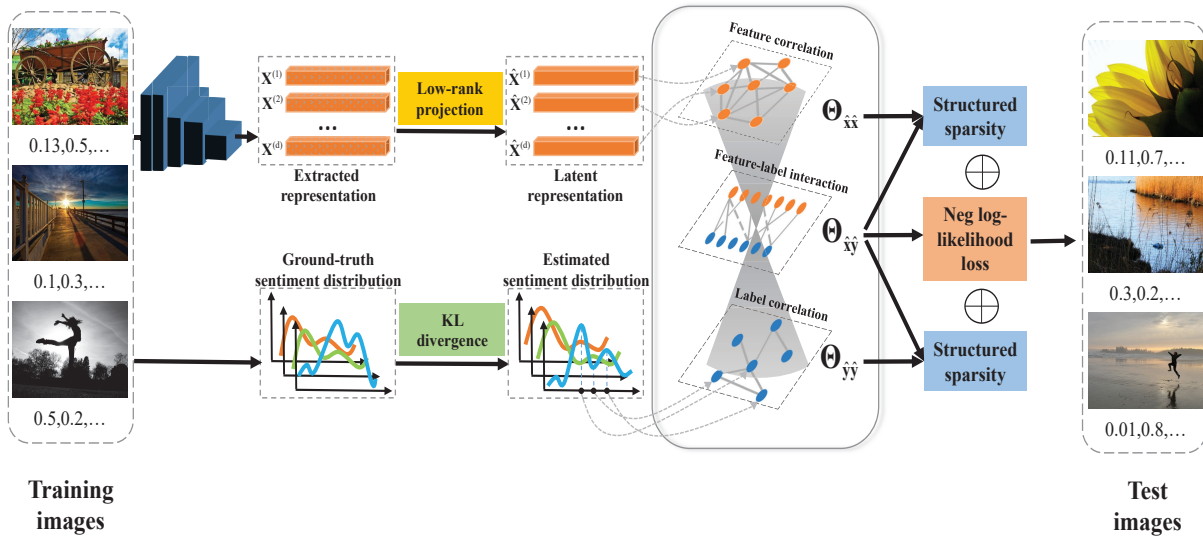 0.13,0.5,…
0.1,0.3,…
0.5,0.2,…
Training
images
X^(1)
X^(2)
...
X^(d)
Extracted
representation
Low-rank
projection
X̂^(1)
X̂^(2)
...
X̂^(d)
Latent
representation
Ground-truth
sentiment distribution
KL
divergence
Estimated
sentiment distribution
Feature correlation
Θ_x̂x̂
Feature-label interaction
Θ_x̂ŷ
Label correlation
Θ_ŷŷ
Structured
sparsity
Neg log-
likelihood
loss
Structured
sparsity
0.11,0.7,…
0.3,0.2,…
0.01,0.8,…
Test
images